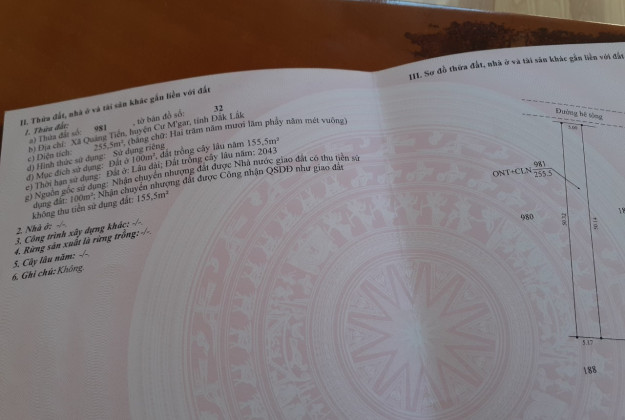 II. Thửa đất, nhà ở và tài sản khác gắn liền với đất
1. Thửa đất:
a) Thửa đất số: 981 , tờ bản đồ số: 32
b) Địa chỉ: Xã Quảng Tiến, huyện Cư M'gar, tỉnh Đắk Lắk
c) Diện tích: 255,5m², (bằng chữ: Hai trăm năm mươi lăm phẩy năm mét vuông)
d) Hình thức sử dụng: Sử dụng riêng
đ) Mục đích sử dụng: Đất ở 100m², đất trồng cây lâu năm 155,5m²
e) Thời hạn sử dụng: Đất ở: Lâu dài; Đất trồng cây lâu năm: 2043
g) Nguồn gốc sử dụng: Nhận chuyển nhượng đất được Nhà nước giao đất có thu tiền sử
dụng đất: 100m²; Nhận chuyển nhượng đất được Công nhận QSDĐ như giao đất
không thu tiền sử dụng đất: 155,5m²
2. Nhà ở: -/-.
3. Công trình xây dựng khác: -/-.
4. Rừng sản xuất là rừng trồng: -/-.
5. Cây lâu năm: -/-.
6. Ghi chú: Không.
III. Sơ đồ thửa đất, nhà ở và tài sản khác gắn liền với đất
Đường bê tông
5.00
ONT+CLN 981
255.5
980
18
5.17
188